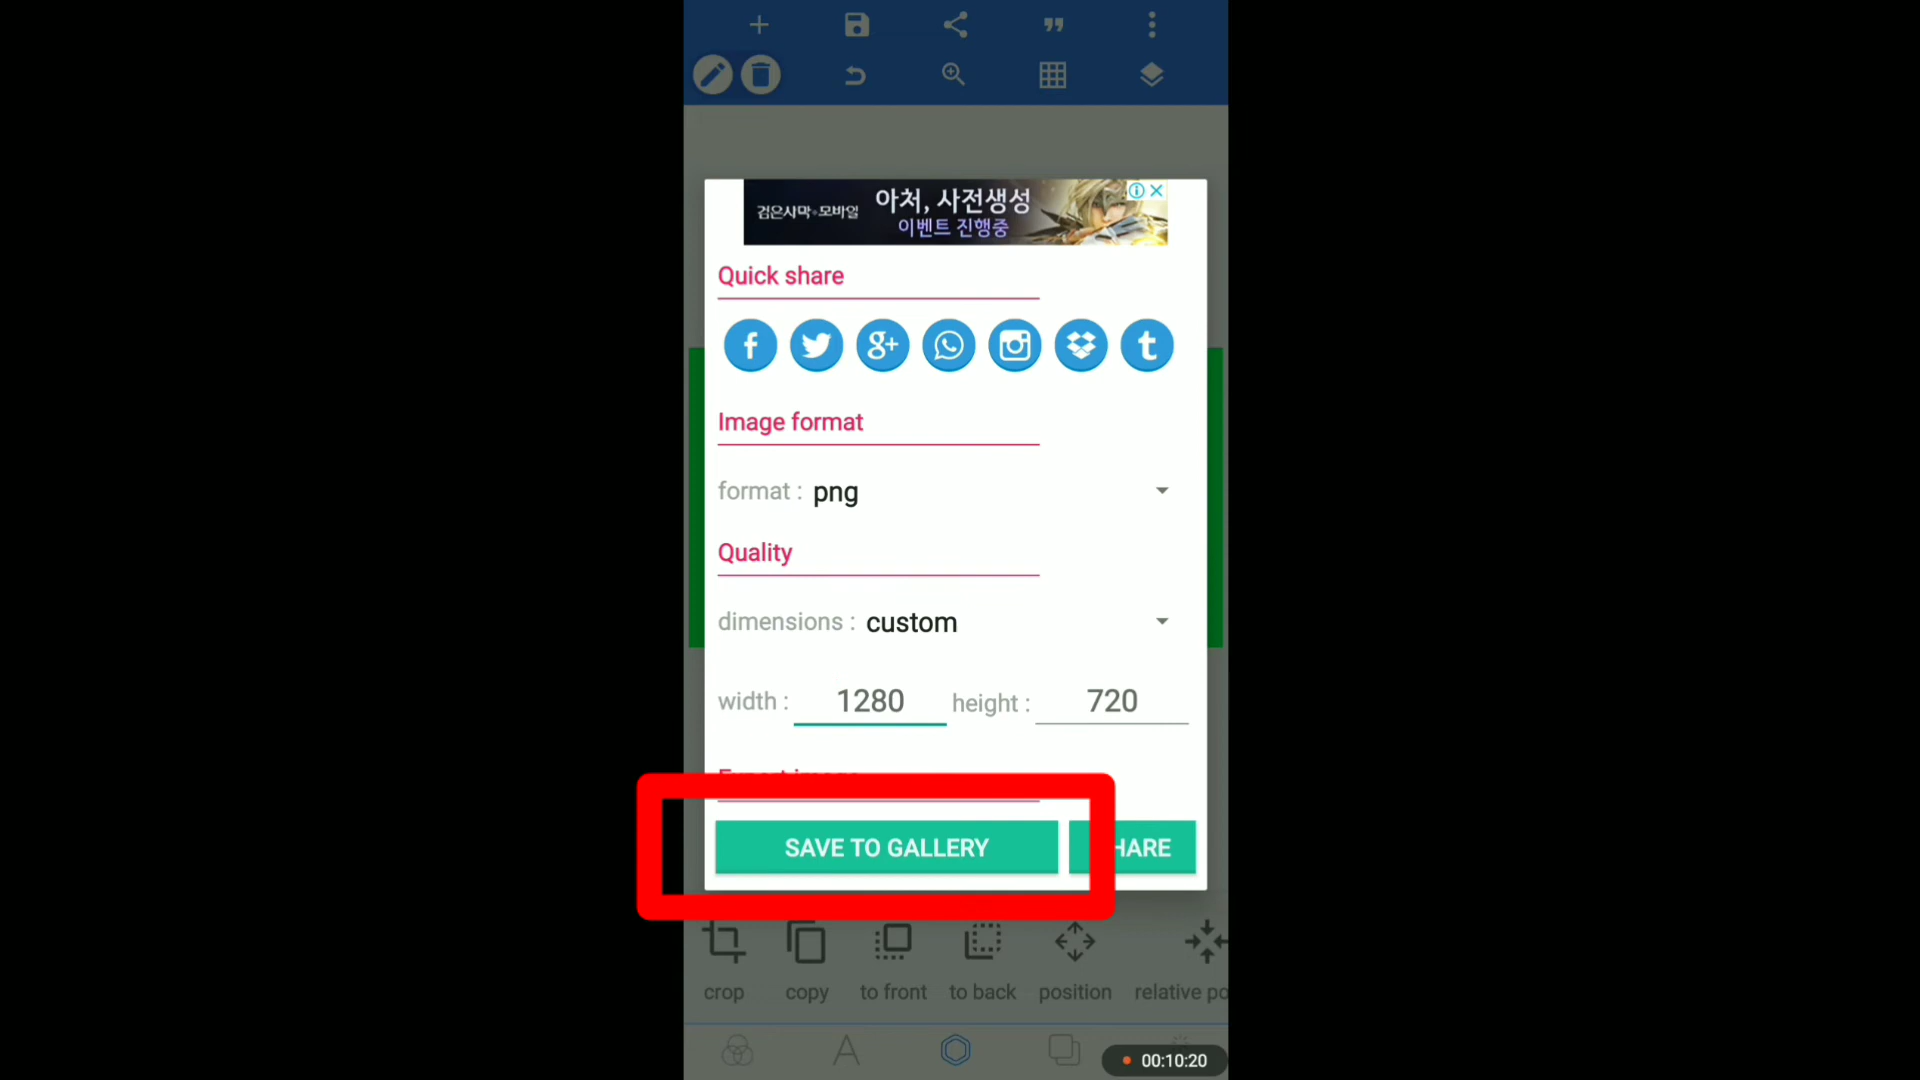 검은사막 모바일
아처, 사전생성
이벤트 진행중
Quick share
Image format
format : png
Quality
dimensions : custom
width : 1280 height : 720
SAVE TO GALLERY HARE
crop copy to front to back position relative po
00:10:20